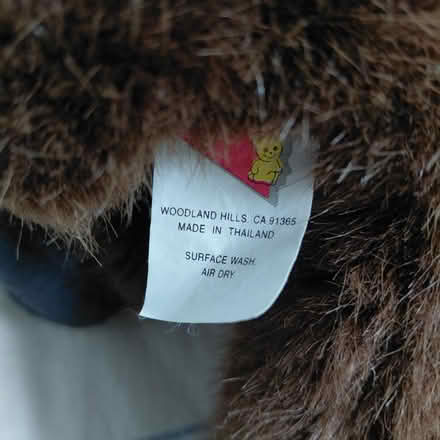 WOODLAND HILLS, CA 91365
MADE IN THAILAND
SURFACE WASH
AIR DRY